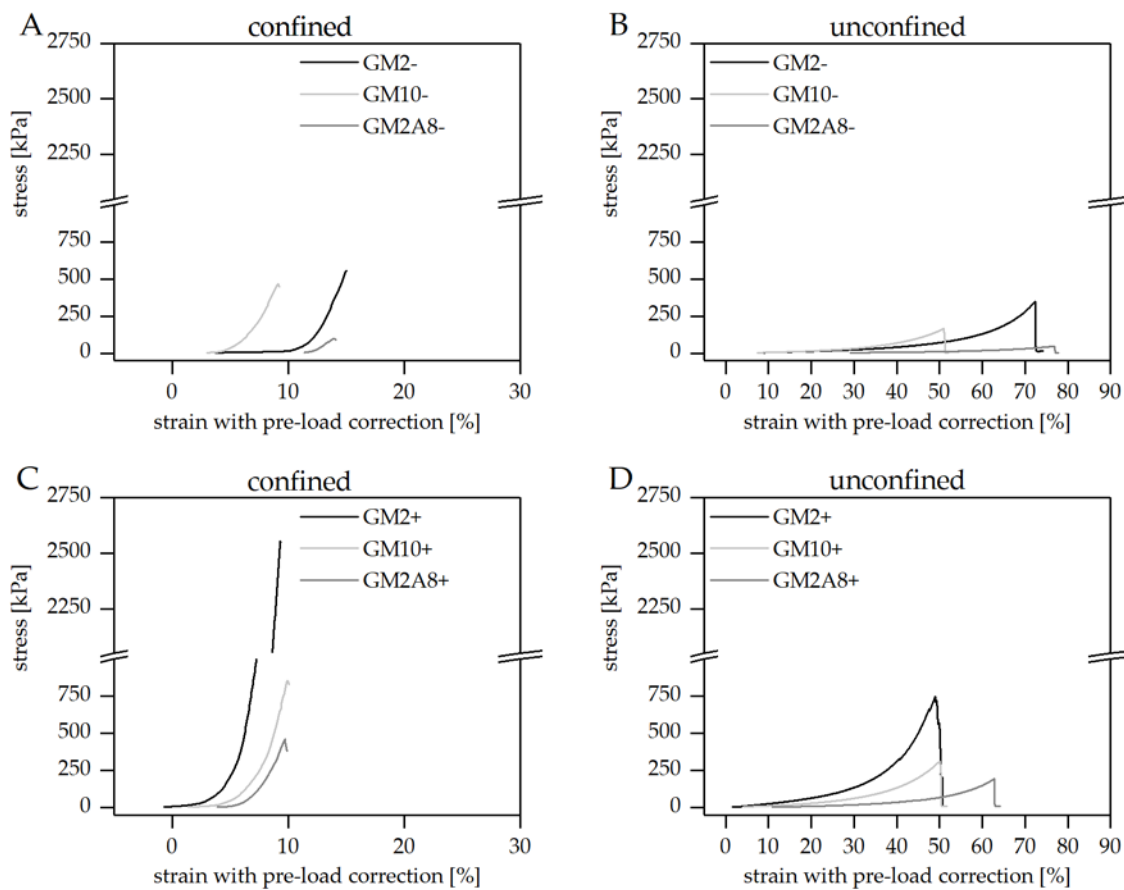 A
confined
2750
2500
2250
750
500
250
0
stress [kPa]
GM2-
GM10-
GM2A8-
0 10 20 30
strain with pre-load correction [%]
B
unconfined
2750
2500
2250
750
500
250
0
stress [kPa]
GM2-
GM10-
GM2A8-
0 10 20 30 40 50 60 70 80 90
strain with pre-load correction [%]
C
confined
2750
2500
2250
750
500
250
0
stress [kPa]
GM2+
GM10+
GM2A8+
0 10 20 30
strain with pre-load correction [%]
D
unconfined
2750
2500
2250
750
500
250
0
stress [kPa]
GM2+
GM10+
GM2A8+
0 10 20 30 40 50 60 70 80 90
strain with pre-load correction [%]